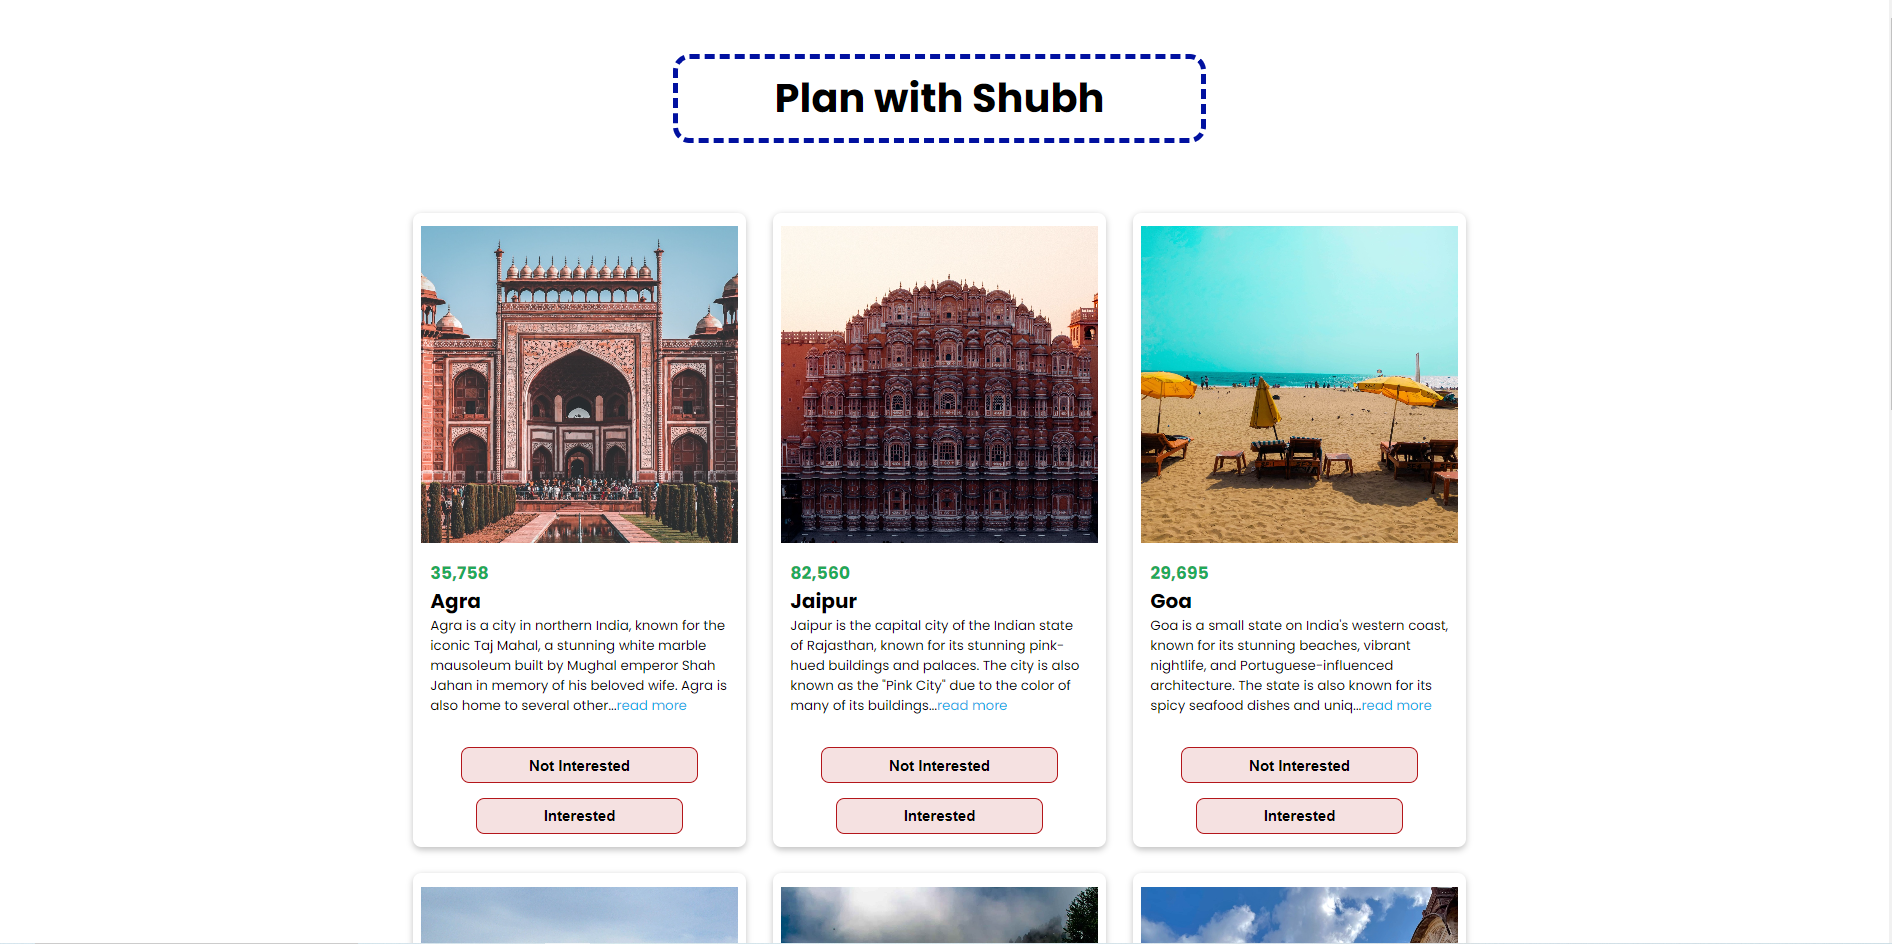 Plan with Shubh
35,758
Agra
Agra is a city in northern India, known for the
iconic Taj Mahal, a stunning white marble
mausoleum built by Mughal emperor Shah
Jahan in memory of his beloved wife. Agra is
also home to several other...read more
Not Interested
Interested
82,560
Jaipur
Jaipur is the capital city of the Indian state
of Rajasthan, known for its stunning pink-
hued buildings and palaces. The city is also
known as the "Pink City" due to the color of
many of its buildings...read more
Not Interested
Interested
29,695
Goa
Goa is a small state on India's western coast,
known for its stunning beaches, vibrant
nightlife, and Portuguese-influenced
architecture. The state is also known for its
spicy seafood dishes and uniq...read more
Not Interested
Interested